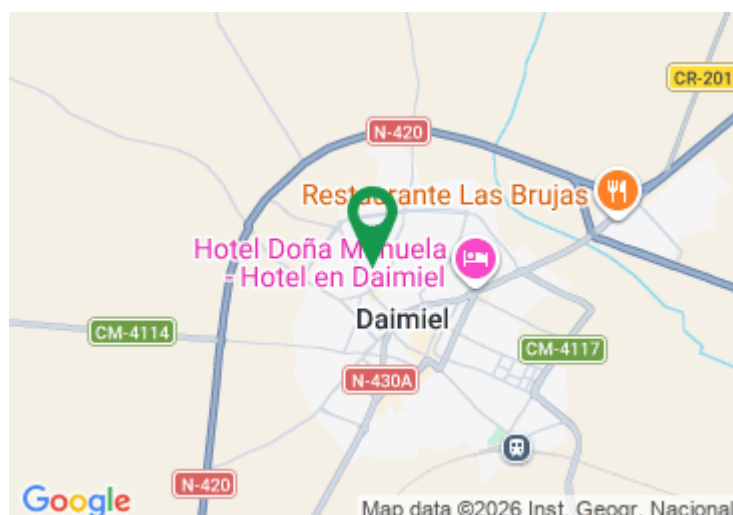 CR-201
N-420
Restaurante Las Brujas
Hotel Doña Manuela
- Hotel en Daimiel
Daimiel
CM-4114
CM-4117
N-430A
N-420
Google
Map data ©2026 Inst. Geogr. Nacional